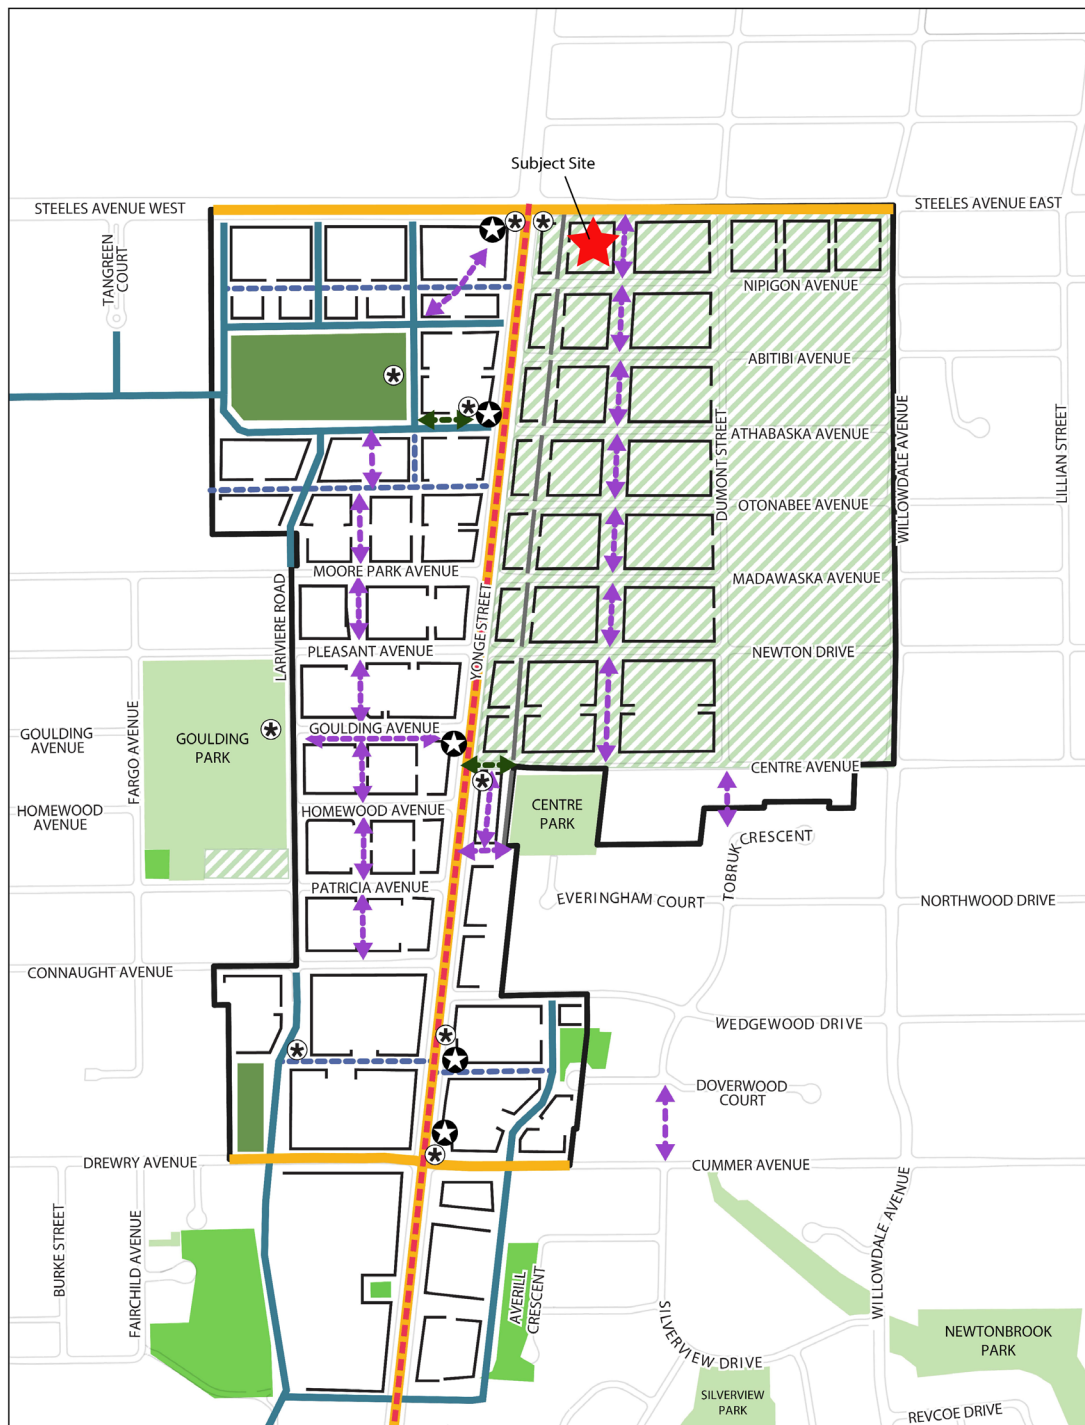 Subject Site
STEELES AVENUE WEST
STEELES AVENUE EAST
TANGREEN
COURT
NIPIGON AVENUE
ABITIBI AVENUE
DUMONT STREET
ATHABASKA AVENUE
WILLOWDALE AVENUE
LILLIAN STREET
OTONABEE AVENUE
MOORE PARK AVENUE
MADAWASKA AVENUE
LARIVIERE ROAD
YONGE STREET
PLEASANT AVENUE
NEWTON DRIVE
FARGO AVENUE
GOULDING
AVENUE
GOULDING
PARK
GOULDING AVENUE
CENTRE AVENUE
HOMEWOOD
AVENUE
HOMEWOOD AVENUE
CENTRE
PARK
TOBRUK CRESCENT
PATRICIA AVENUE
EVERINGHAM COURT
NORTHWOOD DRIVE
CONNAUGHT AVENUE
WEDGEWOOD DRIVE
DOVERWOOD
COURT
DREWRY AVENUE
CUMMER AVENUE
BURKE STREET
FAIRCHILD AVENUE
AVERILL
CRESCENT
WILLOWDALE AVENUE
SILVERVIEW DRIVE
NEWTONBROOK
PARK
SILVERVIEW
PARK
REVCOE DRIVE